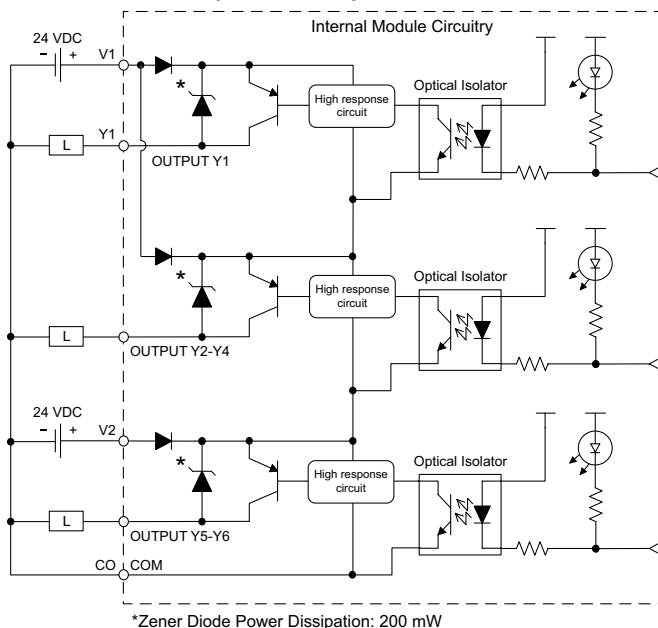 Internal Module Circuitry
24 VDC
- + V1
*
High response
circuit
Optical Isolator
L
Y1
OUTPUT Y1
*
High response
circuit
Optical Isolator
L
OUTPUT Y2-Y4
24 VDC
- + V2
*
High response
circuit
Optical Isolator
L
OUTPUT Y5-Y6
CO COM
*Zener Diode Power Dissipation: 200 mW